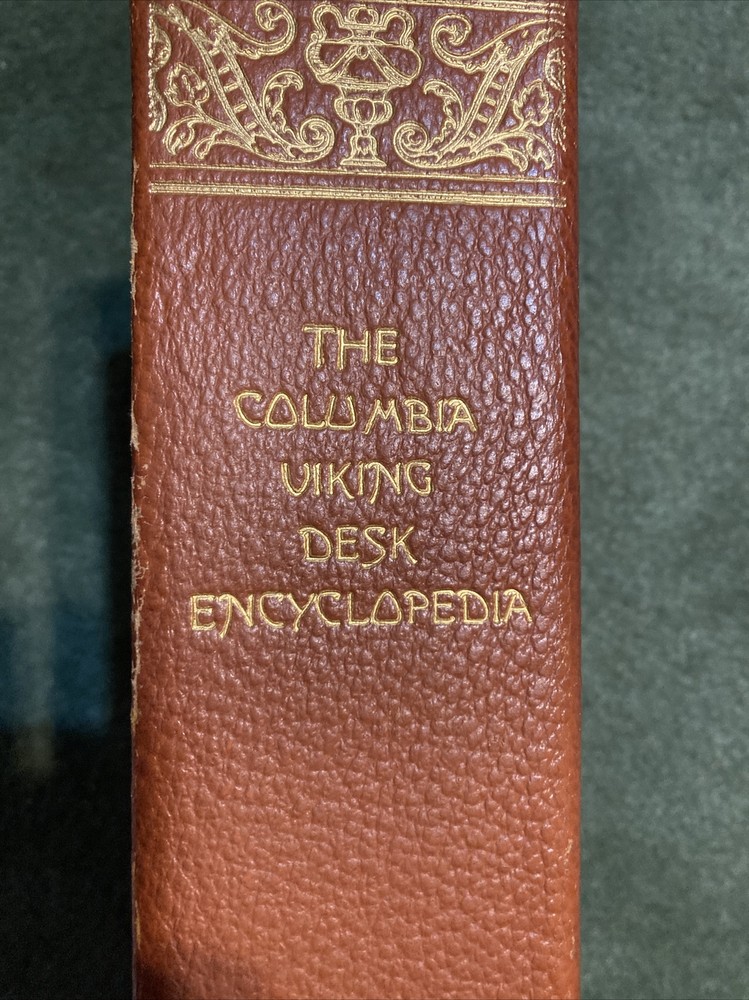 THE
COLUMBIA
VIKING
DESK
ENCYCLOPEDIA